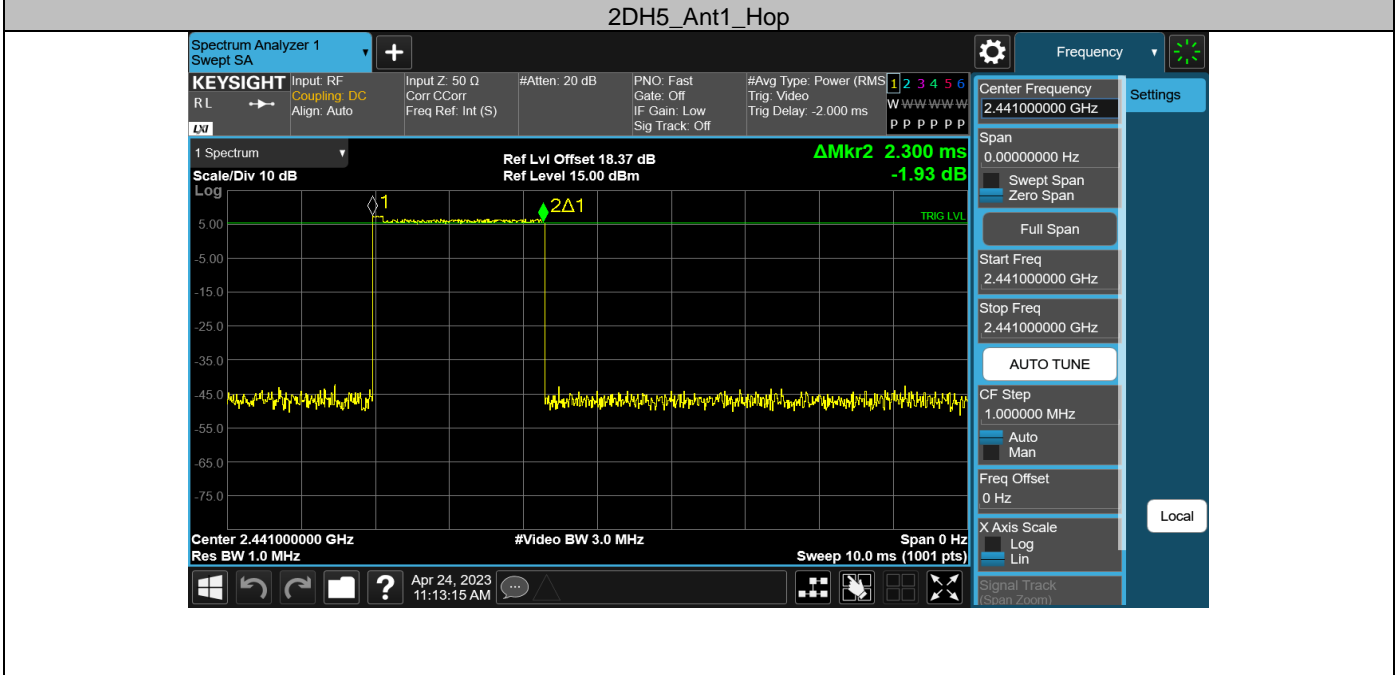 2DH5_Ant1_Hop
Spectrum Analyzer 1
Swept SA
Frequency
KEYSIGHT
RL
LXI
Input: RF
Coupling: DC
Align: Auto
Input Z: 50 Ω
Corr CCorr
Freq Ref: Int (S)
#Atten: 20 dB
PNO: Fast
Gate: Off
IF Gain: Low
Sig Track: Off
#Avg Type: Power (RMS
Trig: Video
Trig Delay: -2.000 ms
1 2 3 4 5 6
W W W W W W
P P P P P P
1 Spectrum
Scale/Div 10 dB
Log
Ref Lvl Offset 18.37 dB
Ref Level 15.00 dBm
ΔMkr2 2.300 ms
-1.93 dB
1
2Δ1
TRIG LVL
5.00
-5.00
-15.0
-25.0
-35.0
-45.0
-55.0
-65.0
-75.0
Center 2.441000000 GHz
Res BW 1.0 MHz
#Video BW 3.0 MHz
Span 0 Hz
Sweep 10.0 ms (1001 pts)
Apr 24, 2023
11:13:15 AM
Center Frequency
2.441000000 GHz
Span
0.00000000 Hz
Swept Span
Zero Span
Full Span
Start Freq
2.441000000 GHz
Stop Freq
2.441000000 GHz
AUTO TUNE
CF Step
1.000000 MHz
Auto
Man
Freq Offset
0 Hz
X Axis Scale
Log
Lin
Signal Track
(Span Zoom)
Settings
Local